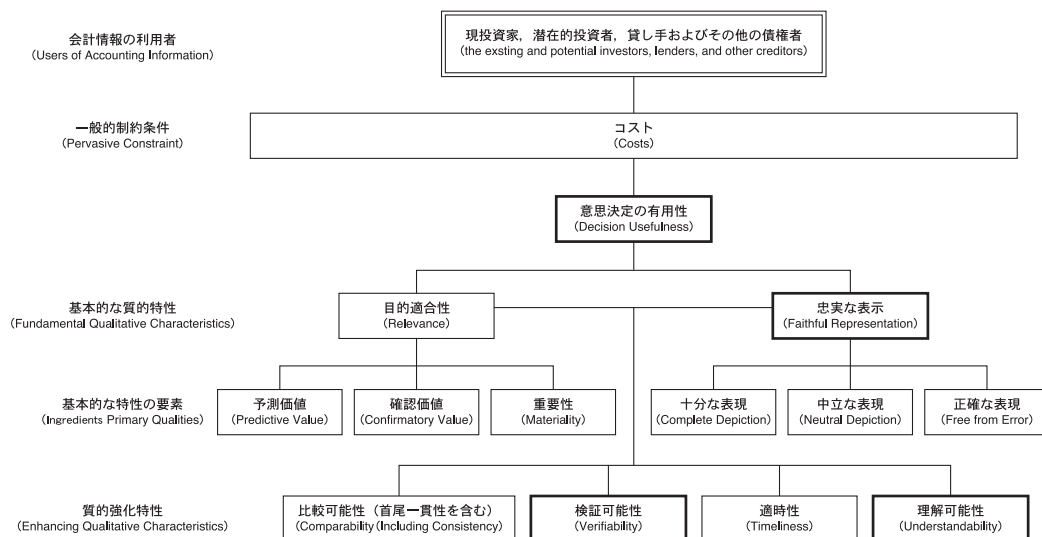 会計情報の利用者
(Users of Accounting Information)
現投資家，潜在的投資者，貸し手およびその他の債権者
(the exsting and potential investors, lenders, and other creditors)
一般的制約条件
(Pervasive Constraint)
コスト
(Costs)
意思決定の有用性
(Decision Usefulness)
基本的な質的特性
(Fundamental Qualitative Characteristics)
目的適合性
(Relevance)
忠実な表示
(Faithful Representation)
基本的な特性の要素
(Ingredients Primary Qualities)
予測価値
(Predictive Value)
確認価値
(Confirmatory Value)
重要性
(Materiality)
十分な表現
(Complete Depiction)
中立な表現
(Neutral Depiction)
正確な表現
(Free from Error)
質的強化特性
(Enhancing Qualitative Characteristics)
比較可能性（首尾一貫性を含む）
(Comparability (Including Consistency)
検証可能性
(Verifiability)
適時性
(Timeliness)
理解可能性
(Understandability)